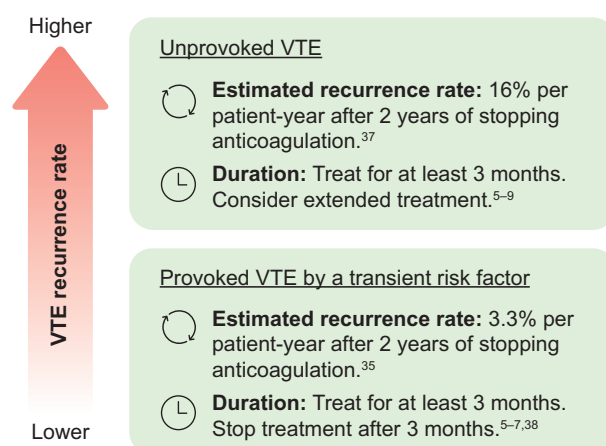 Higher
VTE recurrence rate
Lower
Unprovoked VTE
Estimated recurrence rate: 16% per
patient-year after 2 years of stopping
anticoagulation.37
Duration: Treat for at least 3 months.
Consider extended treatment.5–9
Provoked VTE by a transient risk factor
Estimated recurrence rate: 3.3% per
patient-year after 2 years of stopping
anticoagulation.35
Duration: Treat for at least 3 months.
Stop treatment after 3 months.5–7,38